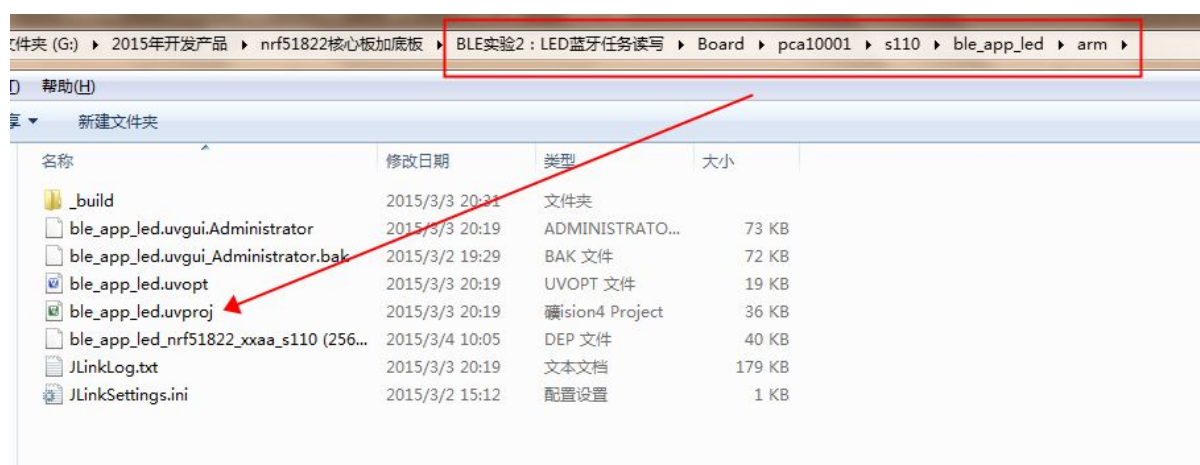 文件夹 (G:) ▸ 2015年开发产品 ▸ nrf51822核心板加底板 ▸ BLE实验2：LED蓝牙任务读写 ▸ Board ▸ pca10001 ▸ s110 ▸ ble_app_led ▸ arm ▸
帮助(H)
享 ▾ 新建文件夹
名称 修改日期 类型 大小
_build 2015/3/3 20:31 文件夹
ble_app_led.uvgui.Administrator 2015/3/3 20:19 ADMINISTRATO... 73 KB
ble_app_led.uvgui_Administrator.bak 2015/3/2 19:29 BAK 文件 72 KB
ble_app_led.uvopt 2015/3/3 20:19 UVOPT 文件 19 KB
ble_app_led.uvproj 2015/3/3 20:19 礦ision4 Project 36 KB
ble_app_led_nrf51822_xxaa_s110 (256... 2015/3/4 10:05 DEP 文件 40 KB
JLinkLog.txt 2015/3/3 20:19 文本文档 179 KB
JLinkSettings.ini 2015/3/2 15:12 配置设置 1 KB